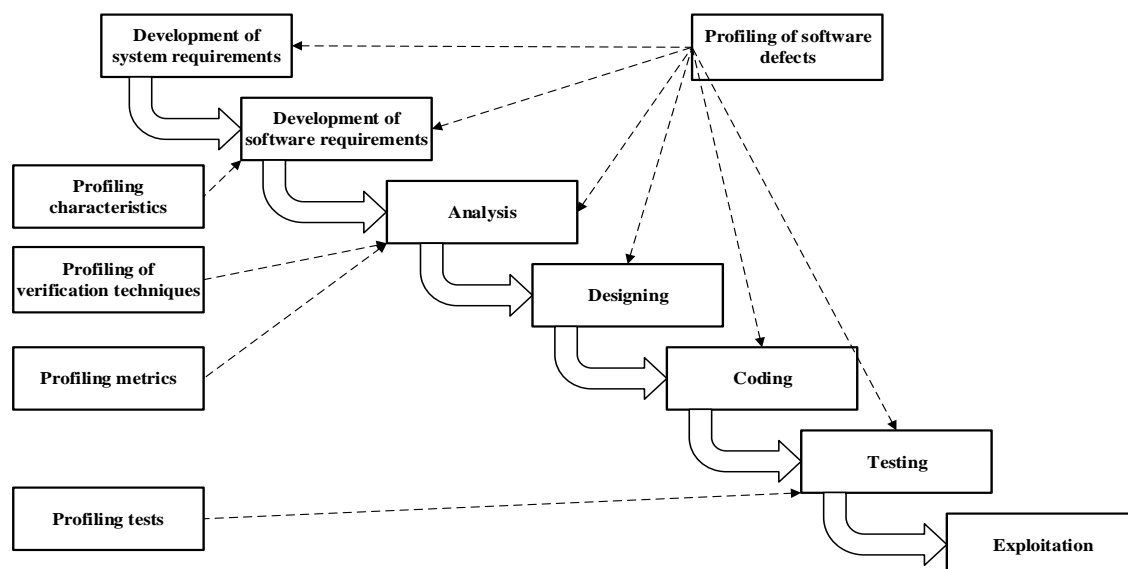 Development of
system requirements
Profiling of software
defects
Development of
software requirements
Profiling
characteristics
Analysis
Profiling of
verification techniques
Designing
Profiling metrics
Coding
Testing
Profiling tests
Exploitation